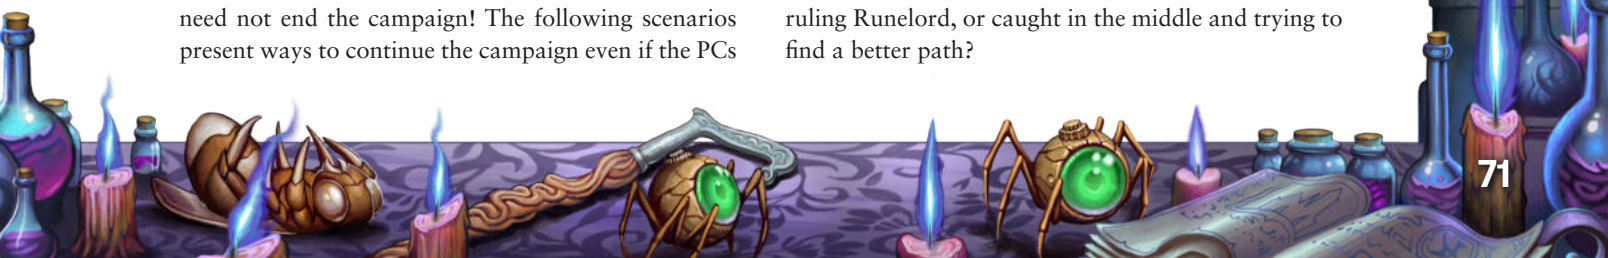 need not end the campaign! The following scenarios
present ways to continue the campaign even if the PCs
ruling Runelord, or caught in the middle and trying to
find a better path?
71